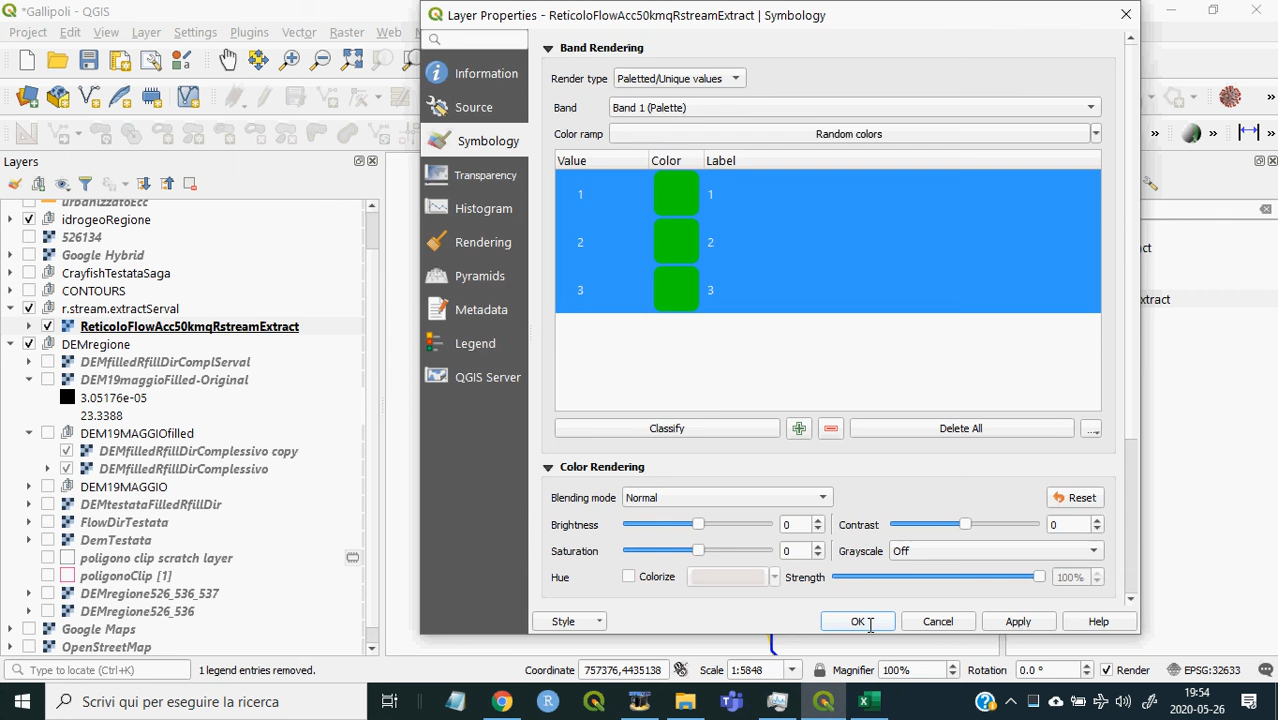 *Gallipoli — QGIS
Project Edit View Layer Settings Plugins Vector Raster Web
Layers
urbanizzatoEcc
idrogeoRegione
526134
Google Hybrid
CrayfishTestataSaga
CONTOURS
r.stream.extractServal
ReticoloFlowAcc50kmqRstreamExtract
DEMregione
DEMfilledRfillDirComplServal
DEM19maggioFilled-Original
3.05176e-05
23.3388
DEM19MAGGIOfilled
DEMfilledRfillDirComplessivo copy
DEMfilledRfillDirComplessivo
DEM19MAGGIO
DEMtestataFilledRfillDir
FlowDirTestata
DemTestata
poligono clip scratch layer
poligonoClip [1]
DEMregione526_536_537
DEMregione526_536
Google Maps
OpenStreetMap
Layer Properties - ReticoloFlowAcc50kmqRstreamExtract | Symbology
Information
Source
Symbology
Transparency
Histogram
Rendering
Pyramids
Metadata
Legend
QGIS Server
Band Rendering
Render type Paletted/Unique values
Band Band 1 (Palette)
Color ramp Random colors
Value Color Label
1 1
2 2
3 3
Classify Delete All ...
Color Rendering
Blending mode Normal Reset
Brightness 0 Contrast 0
Saturation 0 Grayscale Off
Hue Colorize Strength 100%
Style OK Cancel Apply Help
Type to locate (Ctrl+K) 1 legend entries removed. Coordinate 757376,4435138 Scale 1:5848 Magnifier 100% Rotation 0.0 ° Render EPSG:32633
Scrivi qui per eseguire la ricerca
19:54
2020-05-26